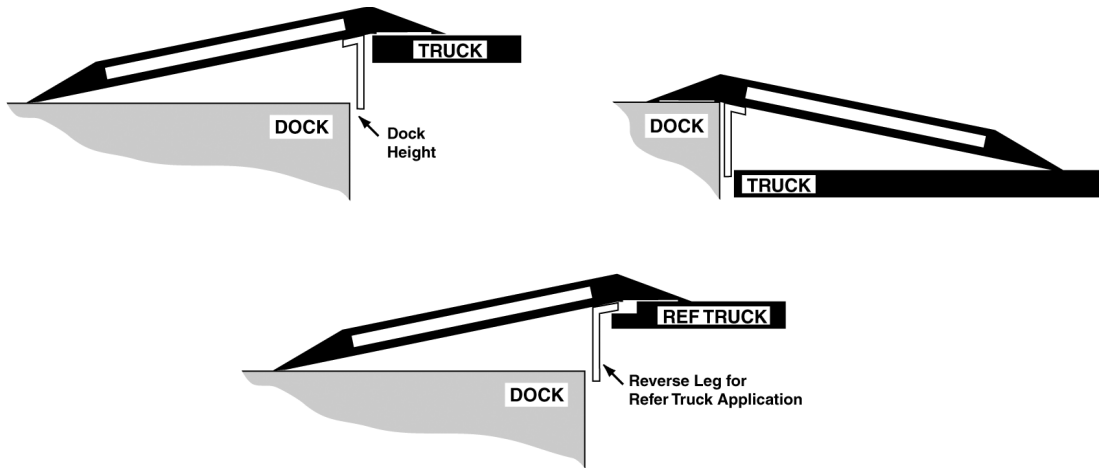 TRUCK
DOCK
Dock
Height
DOCK
TRUCK
REF TRUCK
DOCK
Reverse Leg for
Refer Truck Application